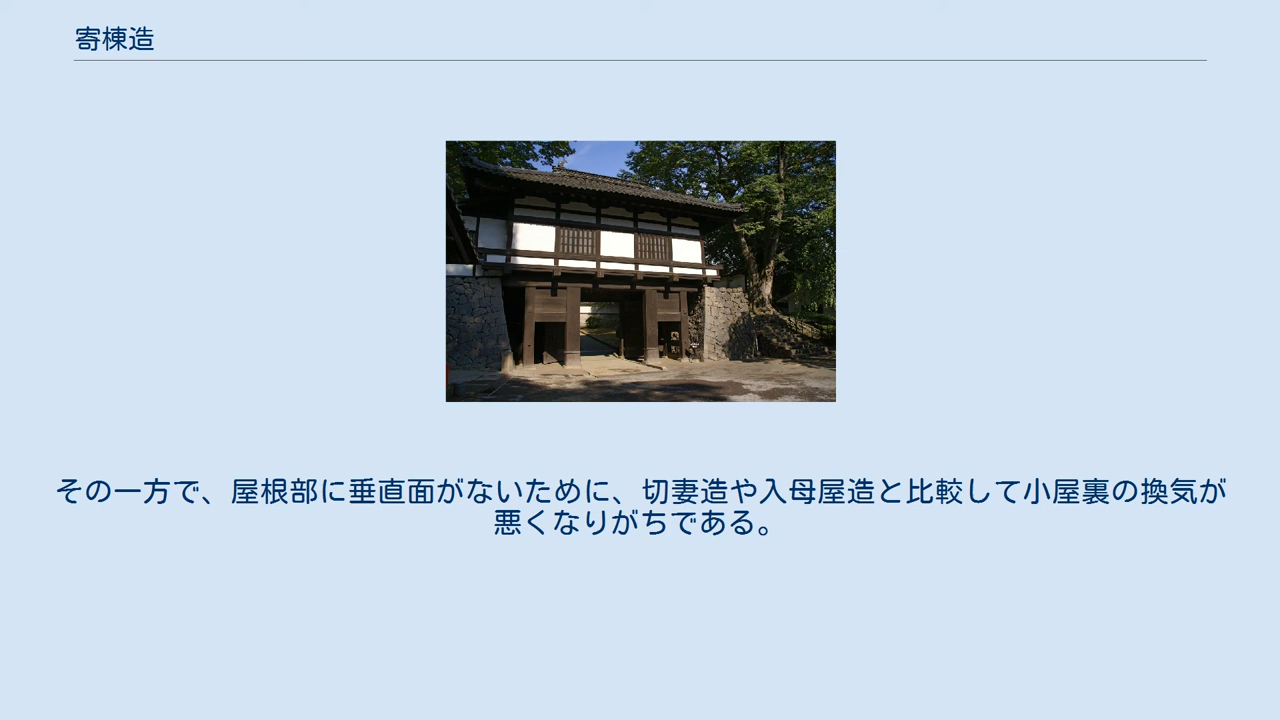 寄棟造
その一方で、屋根部に垂直面がないために、切妻造や入母屋造と比較して小屋裏の換気が
悪くなりがちである。